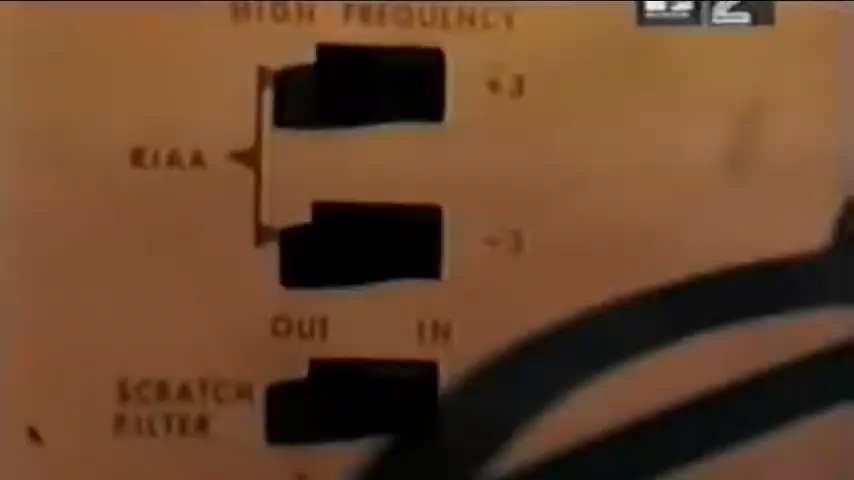 HIGH FREQUENCY
+3
RIAA
-3
OUT IN
SCRATCH
FILTER